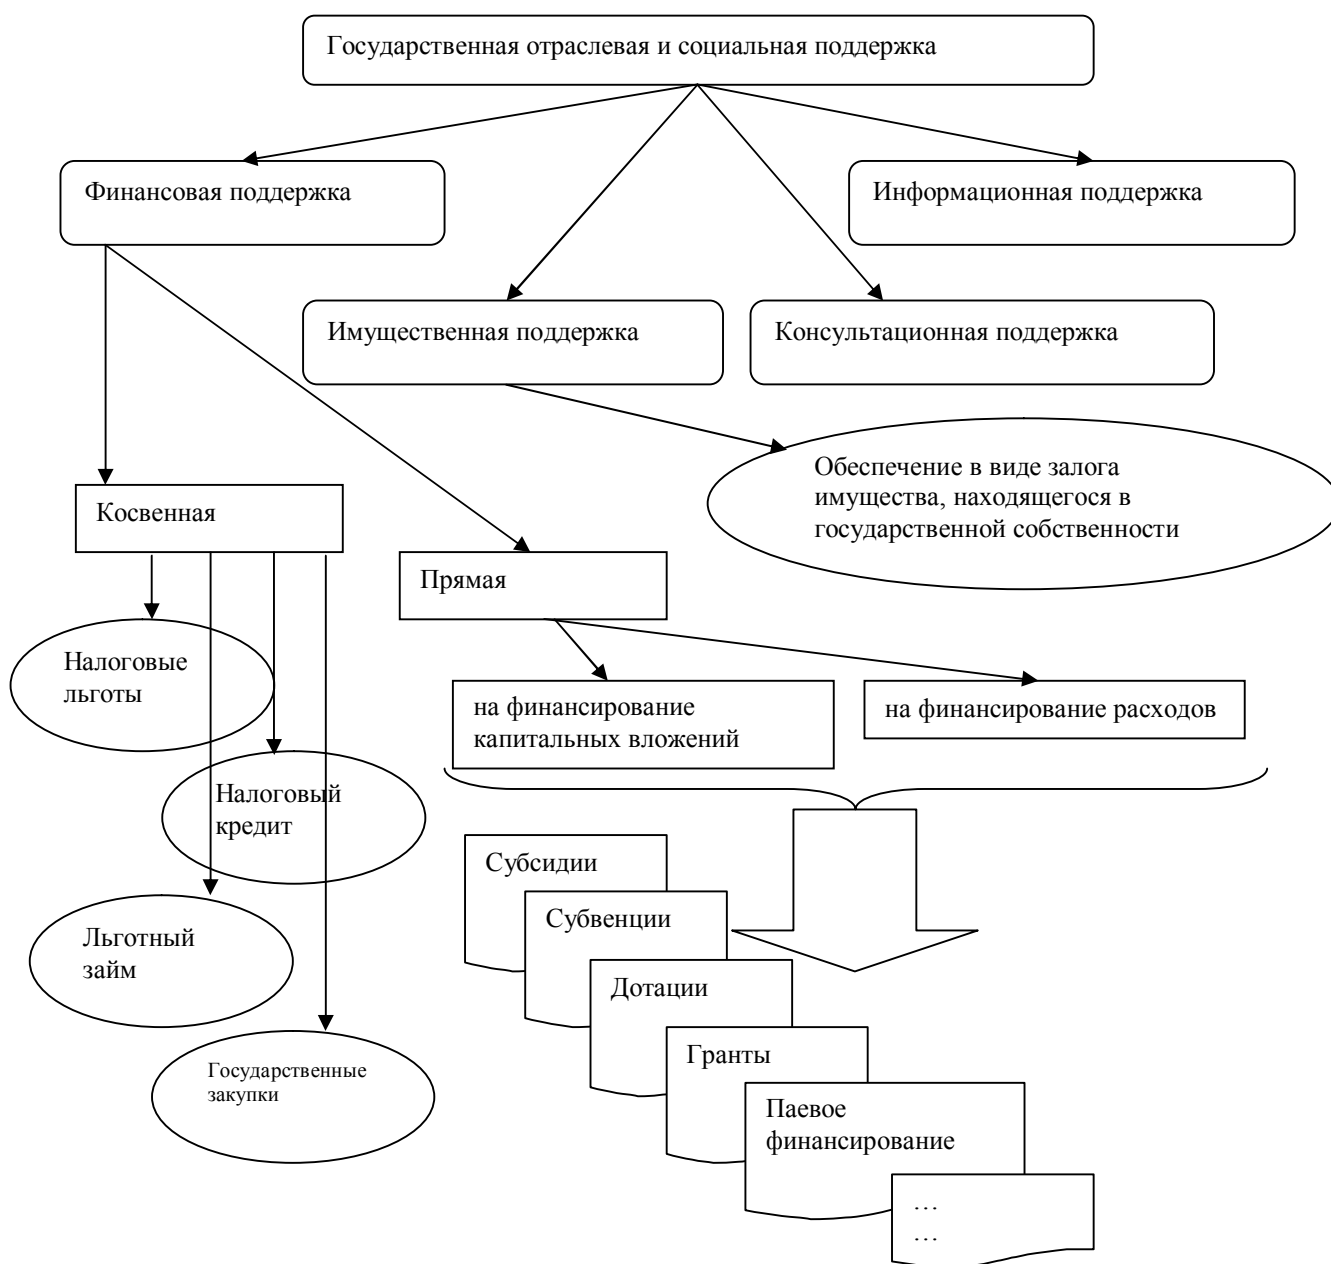 Государственная отраслевая и социальная поддержка
Финансовая поддержка
Информационная поддержка
Имущественная поддержка
Консультационная поддержка
Обеспечение в виде залога
имущества, находящегося в
государственной собственности
Косвенная
Прямая
Налоговые
льготы
на финансирование
капитальных вложений
на финансирование расходов
Налоговый
кредит
Субсидии
Субвенции
Льготный
займ
Дотации
Гранты
Государственные
закупки
Паевое
финансирование
…
…